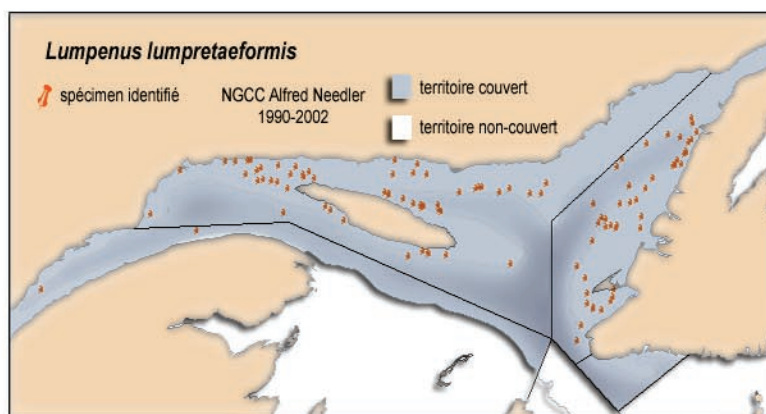 Lumpenus lumpretaeformis
spécimen identifié
NGCC Alfred Needler
1990-2002
territoire couvert
territoire non-couvert